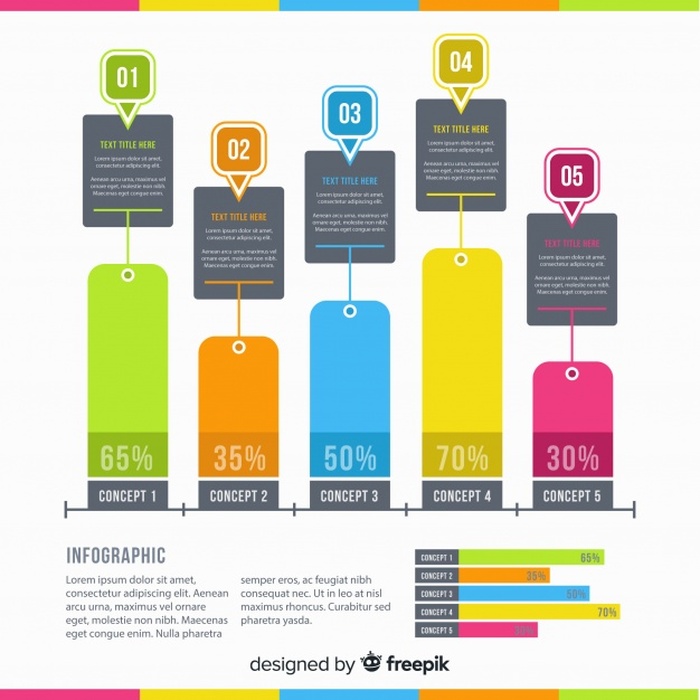 01
TEXT TITLE HERE
Lorem ipsum dolor sit amet,
consectetur adipiscing elit.
Aenean arcu urna, maximus vel
ornare eget, molestie non nibh.
Maecenas eget congue enim.
02
TEXT TITLE HERE
Lorem ipsum dolor sit amet,
consectetur adipiscing elit.
Aenean arcu urna, maximus vel
ornare eget, molestie non nibh.
Maecenas eget congue enim.
03
TEXT TITLE HERE
Lorem ipsum dolor sit amet,
consectetur adipiscing elit.
Aenean arcu urna, maximus vel
ornare eget, molestie non nibh.
Maecenas eget congue enim.
04
TEXT TITLE HERE
Lorem ipsum dolor sit amet,
consectetur adipiscing elit.
Aenean arcu urna, maximus vel
ornare eget, molestie non nibh.
Maecenas eget congue enim.
05
TEXT TITLE HERE
Lorem ipsum dolor sit amet,
consectetur adipiscing elit.
Aenean arcu urna, maximus vel
ornare eget, molestie non nibh.
Maecenas eget congue enim.
65% 35% 50% 70% 30%
CONCEPT 1 CONCEPT 2 CONCEPT 3 CONCEPT 4 CONCEPT 5
INFOGRAPHIC
Lorem ipsum dolor sit amet,
consectetur adipiscing elit. Aenean
arcu urna, maximus vel ornare
eget, molestie non nibh. Maecenas
eget congue enim. Nulla pharetra
semper eros, ac feugiat nibh
consequat nec. Ut in leo at nisl
maximus rhoncus. Curabitur sed
pharetra yasda.
CONCEPT 1 65%
CONCEPT 2 35%
CONCEPT 3 50%
CONCEPT 4 70%
CONCEPT 5
designed by freepik